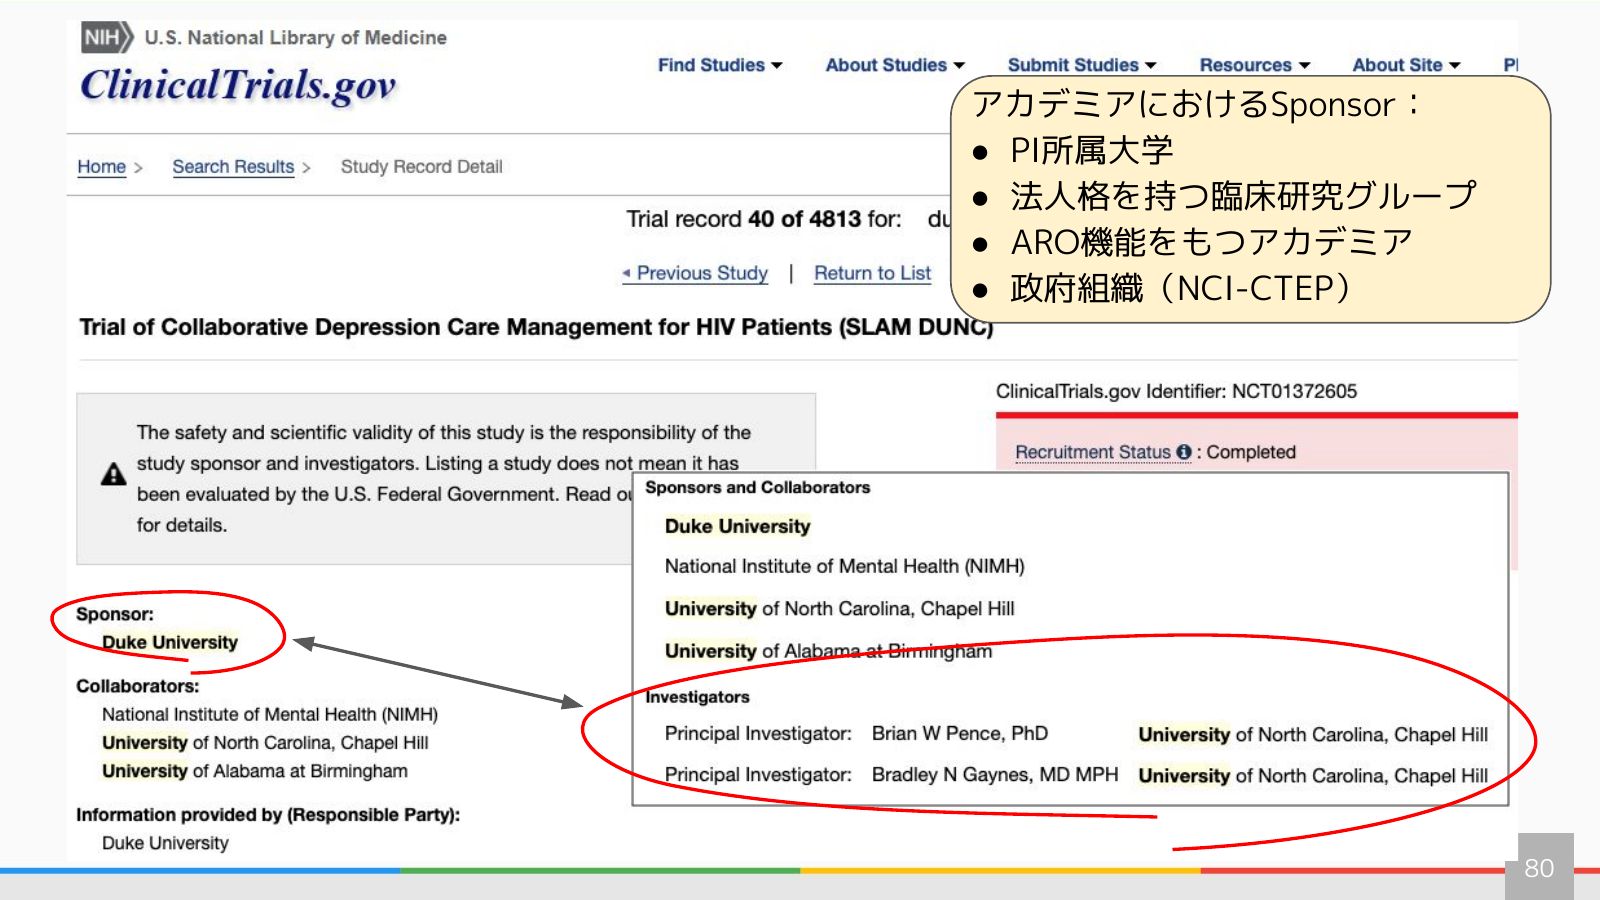 NIH U.S. National Library of Medicine
ClinicalTrials.gov
Find Studies About Studies Submit Studies Resources About Site
アカデミアにおけるSponsor：
● PI所属大学
● 法人格を持つ臨床研究グループ
● ARO機能をもつアカデミア
● 政府組織（NCI-CTEP）
Home > Search Results > Study Record Detail
Trial record 40 of 4813 for:
Previous Study | Return to List
Trial of Collaborative Depression Care Management for HIV Patients (SLAM DUNC)
ClinicalTrials.gov Identifier: NCT01372605
Recruitment Status : Completed
The safety and scientific validity of this study is the responsibility of the
study sponsor and investigators. Listing a study does not mean it has
been evaluated by the U.S. Federal Government. Read
for details.
Sponsor:
Duke University
Collaborators:
National Institute of Mental Health (NIMH)
University of North Carolina, Chapel Hill
University of Alabama at Birmingham
Information provided by (Responsible Party):
Duke University
Sponsors and Collaborators
Duke University
National Institute of Mental Health (NIMH)
University of North Carolina, Chapel Hill
University of Alabama at Birmingham
Investigators
Principal Investigator: Brian W Pence, PhD University of North Carolina, Chapel Hill
Principal Investigator: Bradley N Gaynes, MD MPH University of North Carolina, Chapel Hill
80